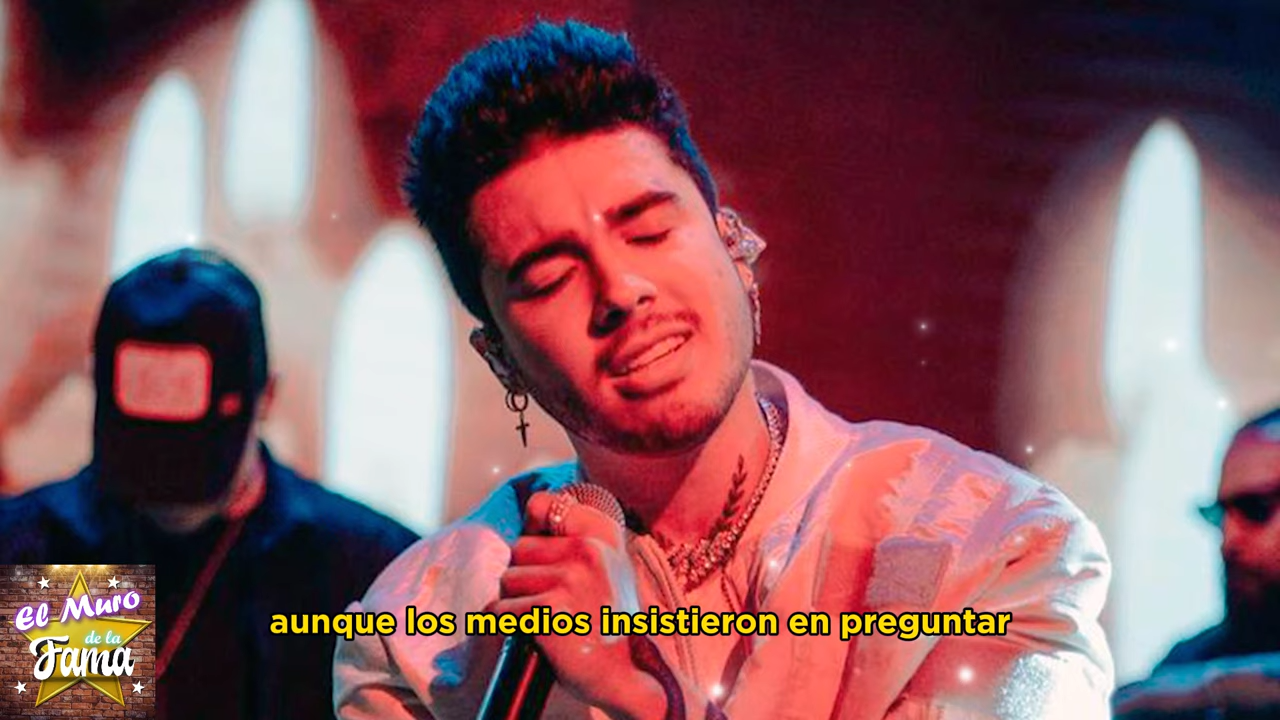 aunque los medios insistieron en preguntar
El Muro
de la
Fama